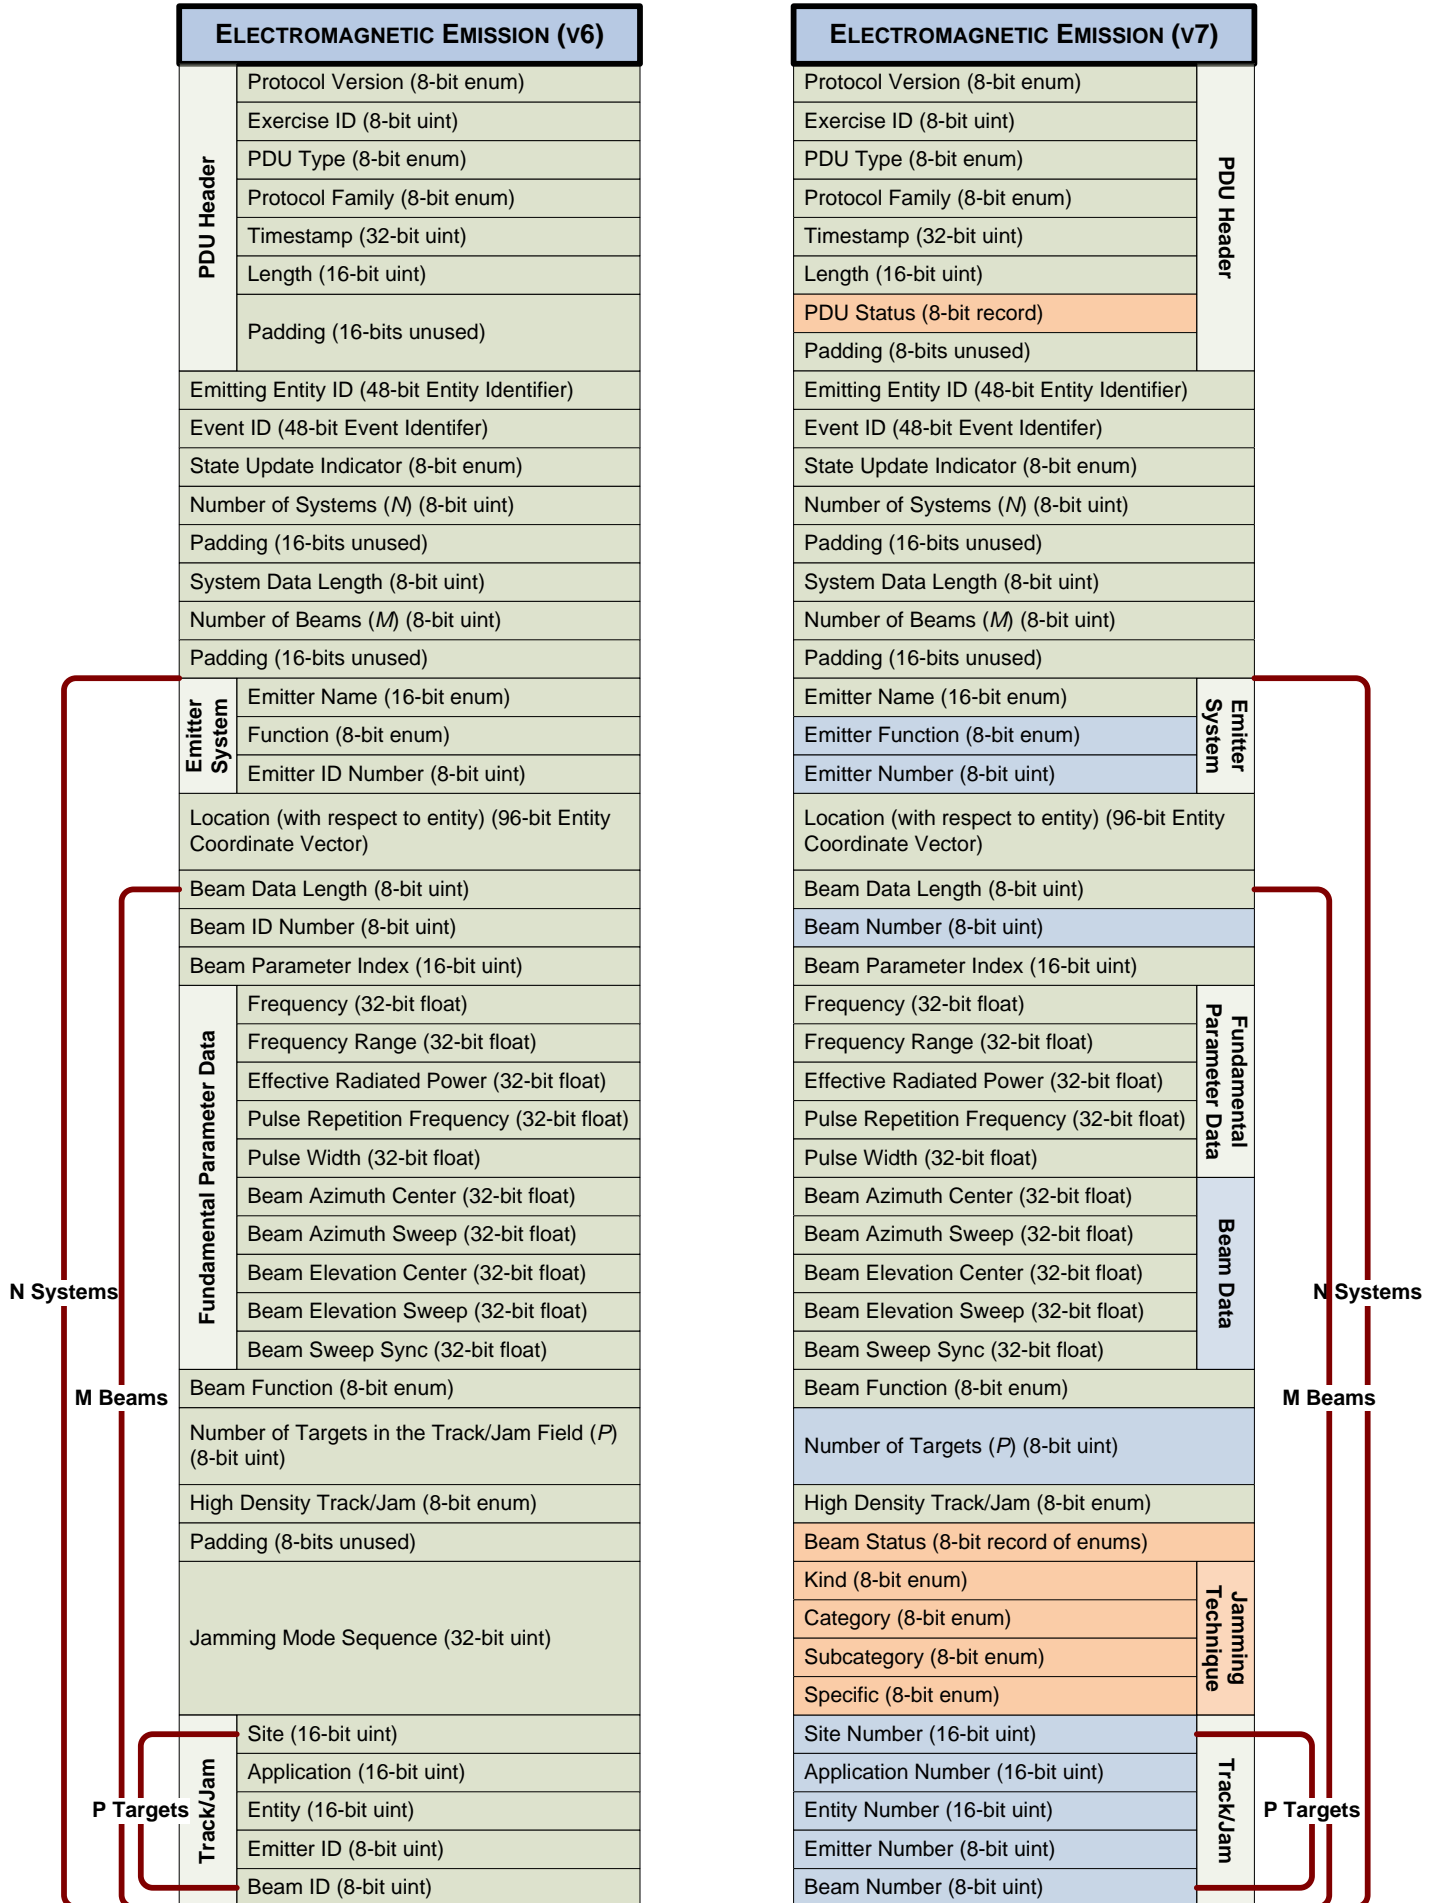 ELECTROMAGNETIC EMISSION (V6)
PDU Header
Protocol Version (8-bit enum)
Exercise ID (8-bit uint)
PDU Type (8-bit enum)
Protocol Family (8-bit enum)
Timestamp (32-bit uint)
Length (16-bit uint)
Padding (16-bits unused)
Emitting Entity ID (48-bit Entity Identifier)
Event ID (48-bit Event Identifer)
State Update Indicator (8-bit enum)
Number of Systems (N) (8-bit uint)
Padding (16-bits unused)
System Data Length (8-bit uint)
Number of Beams (M) (8-bit uint)
Padding (16-bits unused)
Emitter
System
Emitter Name (16-bit enum)
Function (8-bit enum)
Emitter ID Number (8-bit uint)
Location (with respect to entity) (96-bit Entity
Coordinate Vector)
Beam Data Length (8-bit uint)
Beam ID Number (8-bit uint)
Beam Parameter Index (16-bit uint)
Fundamental Parameter Data
Frequency (32-bit float)
Frequency Range (32-bit float)
Effective Radiated Power (32-bit float)
Pulse Repetition Frequency (32-bit float)
Pulse Width (32-bit float)
Beam Azimuth Center (32-bit float)
Beam Azimuth Sweep (32-bit float)
Beam Elevation Center (32-bit float)
Beam Elevation Sweep (32-bit float)
Beam Sweep Sync (32-bit float)
Beam Function (8-bit enum)
Number of Targets in the Track/Jam Field (P)
(8-bit uint)
High Density Track/Jam (8-bit enum)
Padding (8-bits unused)
Jamming Mode Sequence (32-bit uint)
Track/Jam
Site (16-bit uint)
Application (16-bit uint)
Entity (16-bit uint)
Emitter ID (8-bit uint)
Beam ID (8-bit uint)
N Systems
M Beams
P Targets
ELECTROMAGNETIC EMISSION (V7)
Protocol Version (8-bit enum)
Exercise ID (8-bit uint)
PDU Type (8-bit enum)
Protocol Family (8-bit enum)
Timestamp (32-bit uint)
Length (16-bit uint)
PDU Status (8-bit record)
Padding (8-bits unused)
PDU Header
Emitting Entity ID (48-bit Entity Identifier)
Event ID (48-bit Event Identifer)
State Update Indicator (8-bit enum)
Number of Systems (N) (8-bit uint)
Padding (16-bits unused)
System Data Length (8-bit uint)
Number of Beams (M) (8-bit uint)
Padding (16-bits unused)
Emitter Name (16-bit enum)
Emitter Function (8-bit enum)
Emitter Number (8-bit uint)
Emitter
System
Location (with respect to entity) (96-bit Entity
Coordinate Vector)
Beam Data Length (8-bit uint)
Beam Number (8-bit uint)
Beam Parameter Index (16-bit uint)
Frequency (32-bit float)
Frequency Range (32-bit float)
Effective Radiated Power (32-bit float)
Pulse Repetition Frequency (32-bit float)
Pulse Width (32-bit float)
Fundamental
Parameter Data
Beam Azimuth Center (32-bit float)
Beam Azimuth Sweep (32-bit float)
Beam Elevation Center (32-bit float)
Beam Elevation Sweep (32-bit float)
Beam Sweep Sync (32-bit float)
Beam Data
Beam Function (8-bit enum)
Number of Targets (P) (8-bit uint)
High Density Track/Jam (8-bit enum)
Beam Status (8-bit record of enums)
Kind (8-bit enum)
Category (8-bit enum)
Subcategory (8-bit enum)
Specific (8-bit enum)
Jamming
Technique
Site Number (16-bit uint)
Application Number (16-bit uint)
Entity Number (16-bit uint)
Emitter Number (8-bit uint)
Beam Number (8-bit uint)
Track/Jam
N Systems
M Beams
P Targets